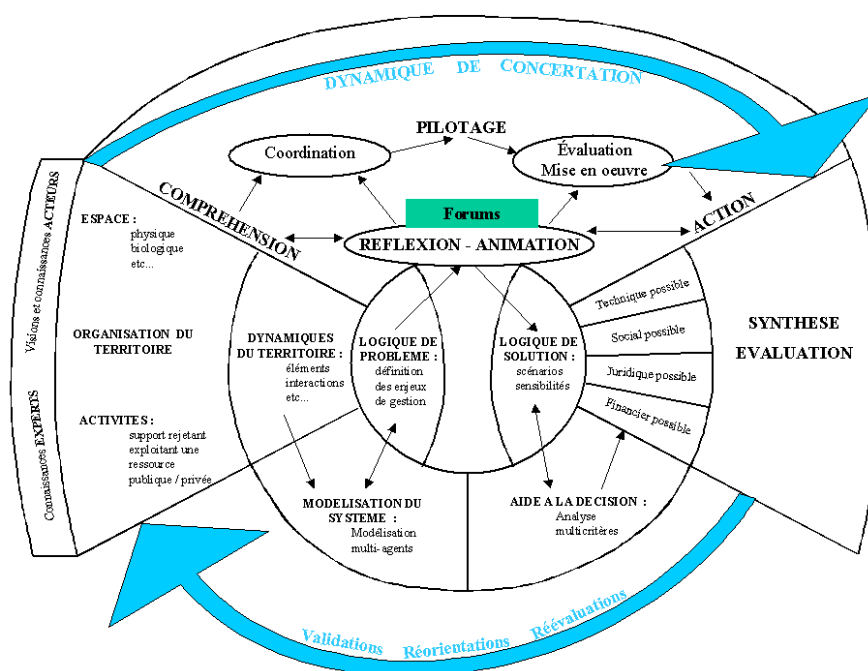 DYNAMIQUE DE CONCERTATION
PILOTAGE
Coordination
Évaluation
Mise en oeuvre
COMPREHENSION
ACTION
Forums
REFLEXION - ANIMATION
Visions et connaissances ACTEURS
Connaissances EXPERTS
ESPACE :
physique
biologique
etc...
ORGANISATION DU
TERRITOIRE
ACTIVITES :
support rejetant
exploitant une
ressource
publique / privée
DYNAMIQUES
DU TERRITOIRE :
éléments
interactions
etc...
LOGIQUE DE
PROBLEME :
définition
des enjeux
de gestion
LOGIQUE DE
SOLUTION :
scénarios
sensibilités
Technique possible
Social possible
Juridique possible
Financier possible
SYNTHESE
EVALUATION
MODELISATION DU
SYSTEME :
Modélisation
multi-agents
AIDE A LA DECISION :
Analyse
multicritères
Validations Réorientations Réévaluations